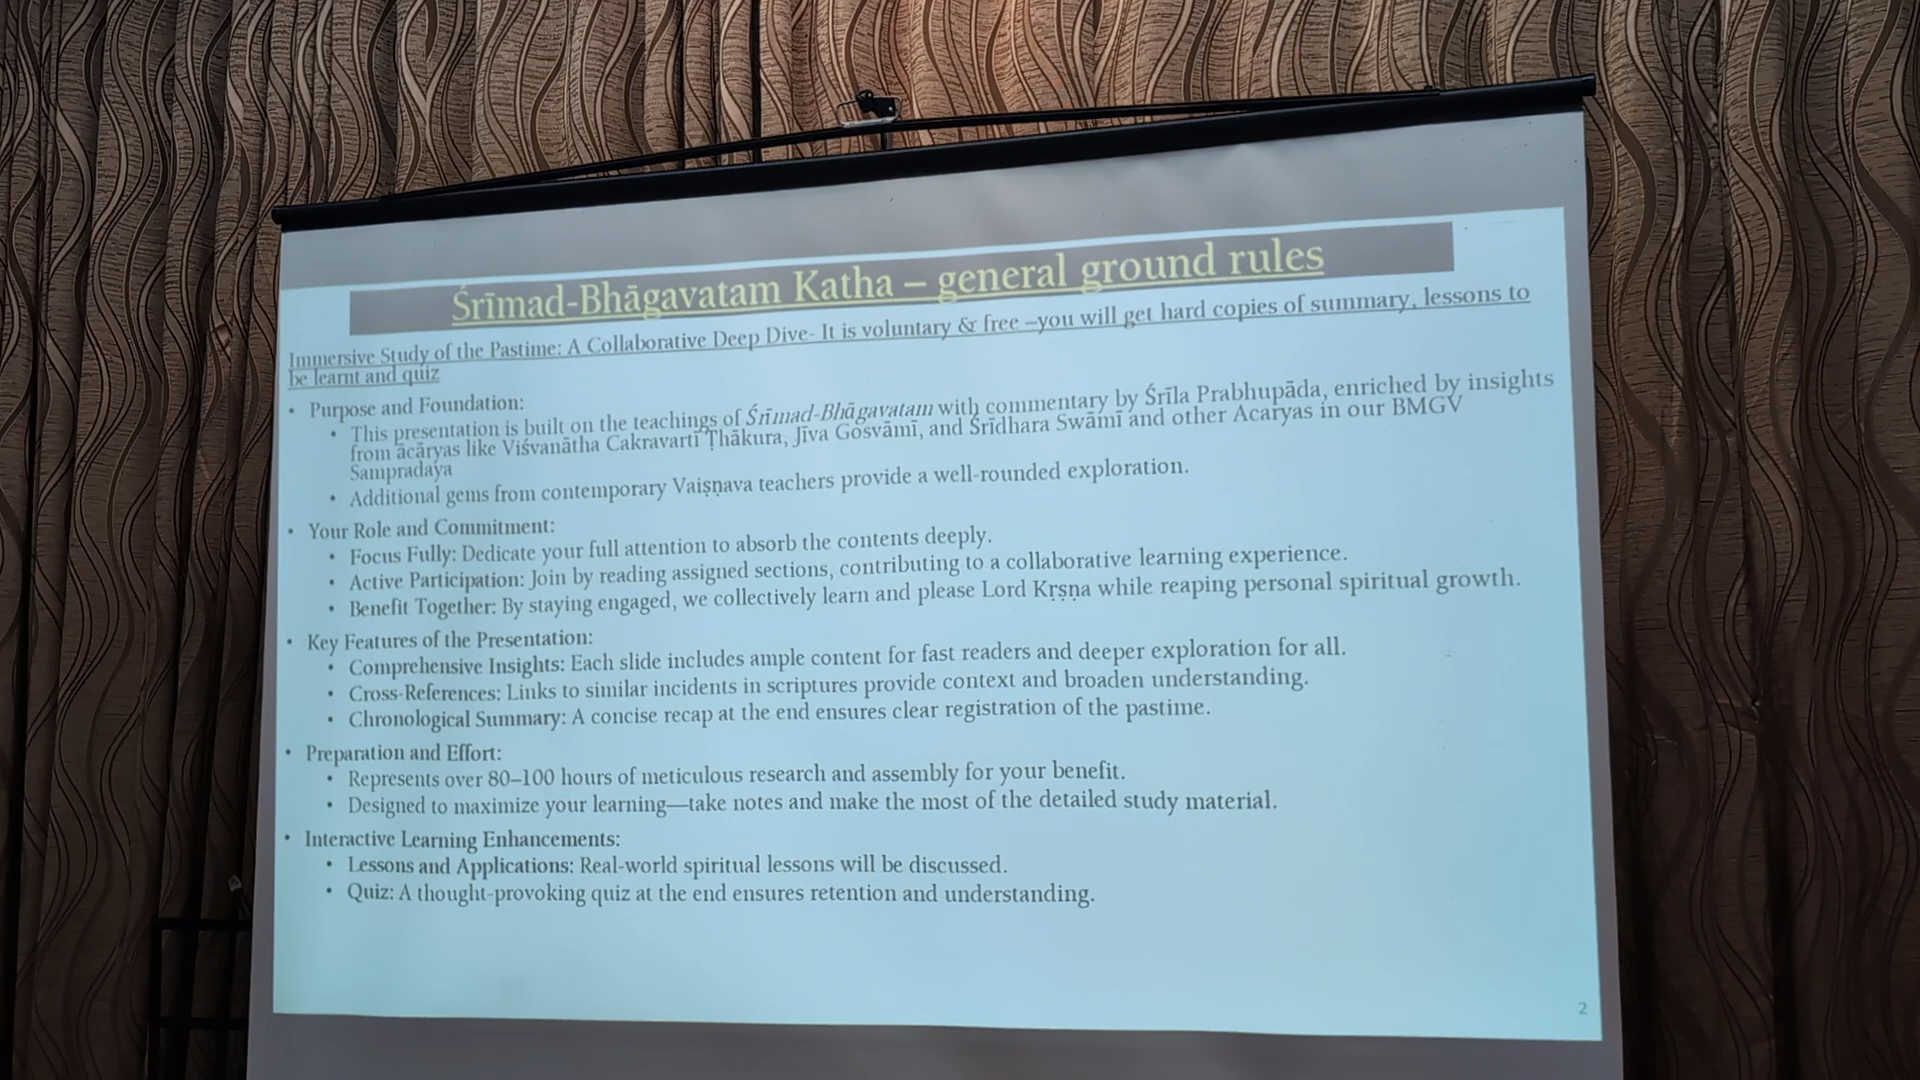 Śrīmad-Bhāgavatam Katha – general ground rules
Immersive Study of the Pastime: A Collaborative Deep Dive- It is voluntary & free –you will get hard copies of summary, lessons to
be learnt and quiz
• Purpose and Foundation:
• This presentation is built on the teachings of Śrīmad-Bhāgavatam with commentary by Śrīla Prabhupāda, enriched by insights
from ācāryas like Viśvanātha Cakravartī Ṭhākura, Jīva Gosvāmī, and Śrīdhara Swāmī and other Acaryas in our BMGV
Sampradaya
• Additional gems from contemporary Vaiṣṇava teachers provide a well-rounded exploration.
• Your Role and Commitment:
• Focus Fully: Dedicate your full attention to absorb the contents deeply.
• Active Participation: Join by reading assigned sections, contributing to a collaborative learning experience.
• Benefit Together: By staying engaged, we collectively learn and please Lord Kṛṣṇa while reaping personal spiritual growth.
• Key Features of the Presentation:
• Comprehensive Insights: Each slide includes ample content for fast readers and deeper exploration for all.
• Cross-References: Links to similar incidents in scriptures provide context and broaden understanding.
• Chronological Summary: A concise recap at the end ensures clear registration of the pastime.
• Preparation and Effort:
• Represents over 80–100 hours of meticulous research and assembly for your benefit.
• Designed to maximize your learning—take notes and make the most of the detailed study material.
• Interactive Learning Enhancements:
• Lessons and Applications: Real-world spiritual lessons will be discussed.
• Quiz: A thought-provoking quiz at the end ensures retention and understanding.
2